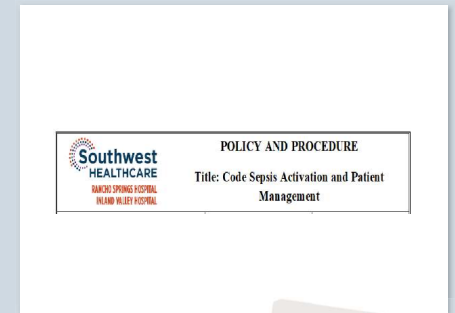 Southwest
HEALTHCARE
RANCHO SPRINGS HOSPITAL
INLAND VALLEY HOSPITAL
POLICY AND PROCEDURE
Title: Code Sepsis Activation and Patient
Management